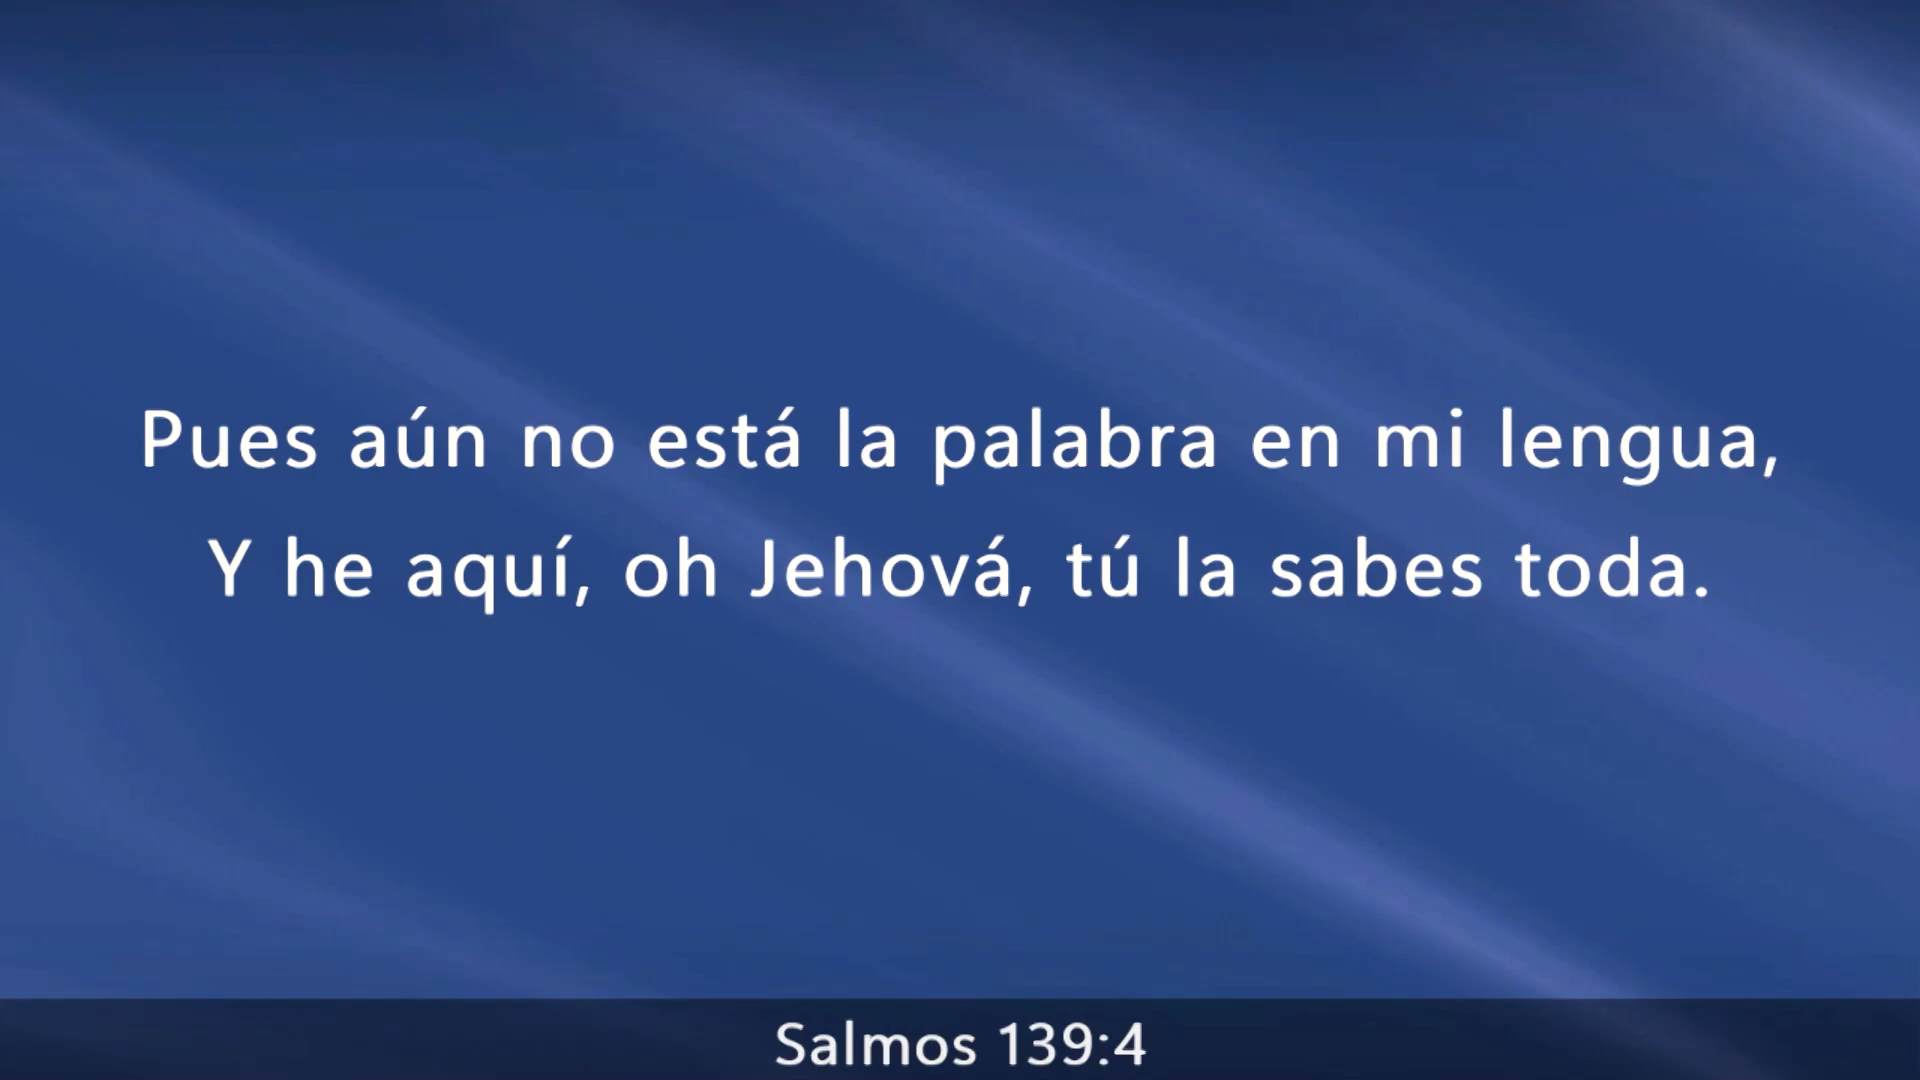 Pues aún no está la palabra en mi lengua,
Y he aquí, oh Jehová, tú la sabes toda.
Salmos 139:4